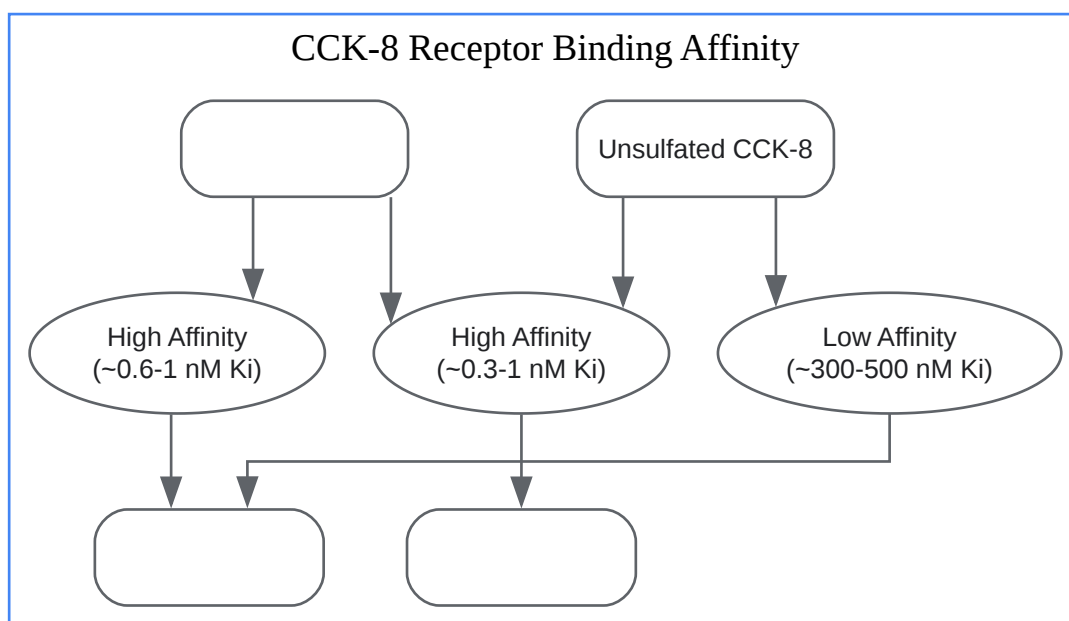 CCK-8 Receptor Binding Affinity
Unsulfated CCK-8
High Affinity
(~0.6-1 nM Ki)
High Affinity
(~0.3-1 nM Ki)
Low Affinity
(~300-500 nM Ki)